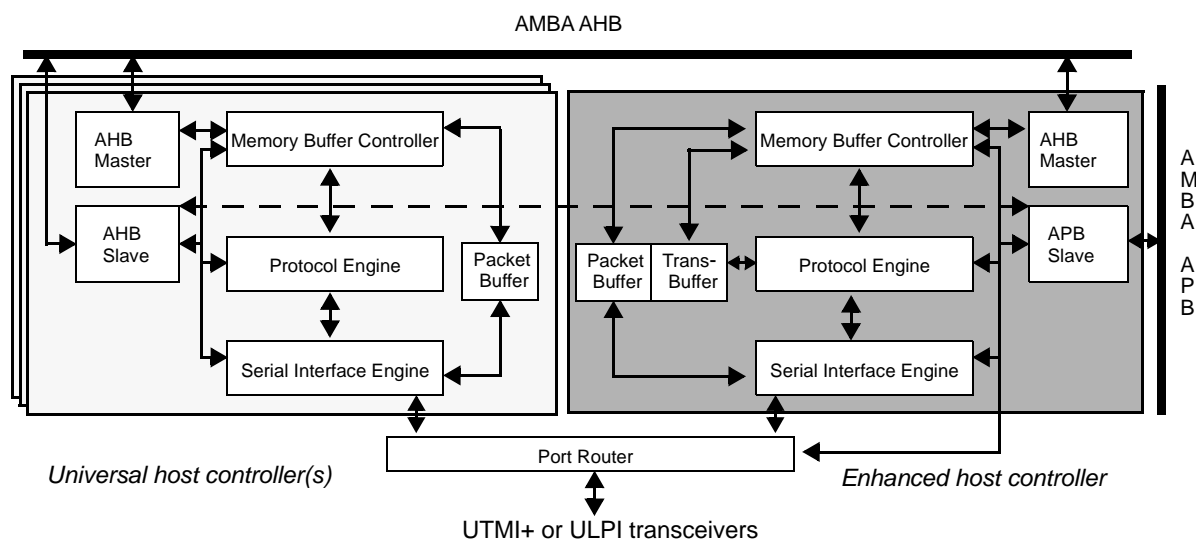 AMBA AHB
AHB
Master
Memory Buffer Controller
AHB
Slave
Protocol Engine
Packet
Buffer
Serial Interface Engine
Memory Buffer Controller
AHB
Master
Packet
Buffer
Trans-
Buffer
Protocol Engine
APB
Slave
Serial Interface Engine
AMBA APB
Port Router
Universal host controller(s)
Enhanced host controller
UTMI+ or ULPI transceivers